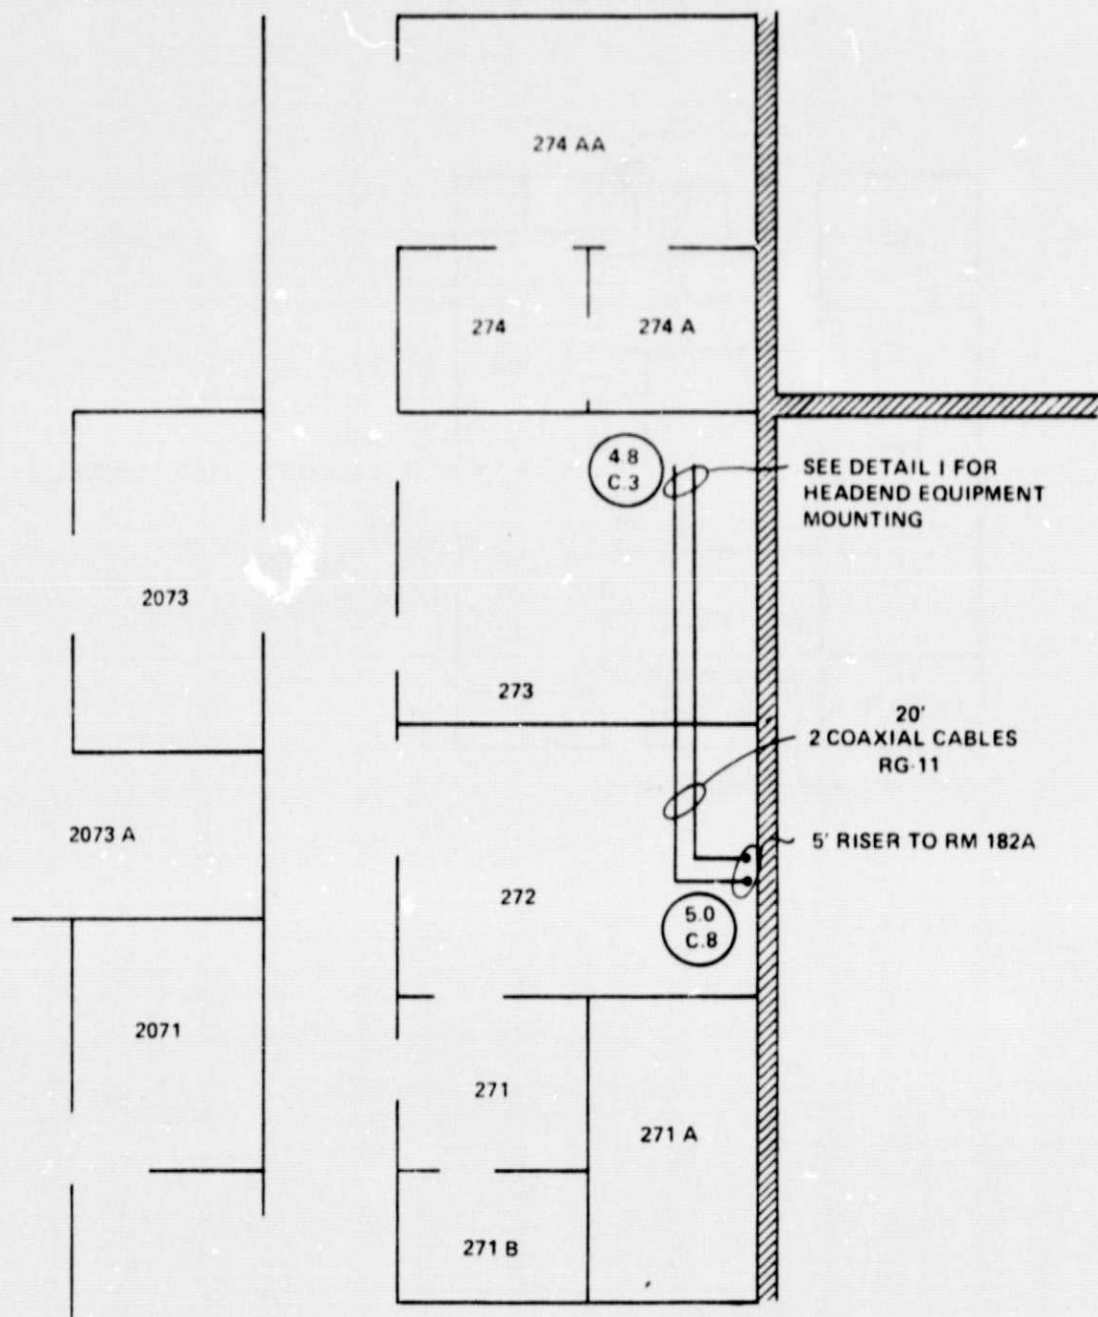 274 AA
274
274 A
4 8
C.3
SEE DETAIL I FOR
HEADEND EQUIPMENT
MOUNTING
2073
273
20'
2 COAXIAL CABLES
RG-11
2073 A
5' RISER TO RM 182A
272
5.0
C.8
2071
271
271 A
271 B